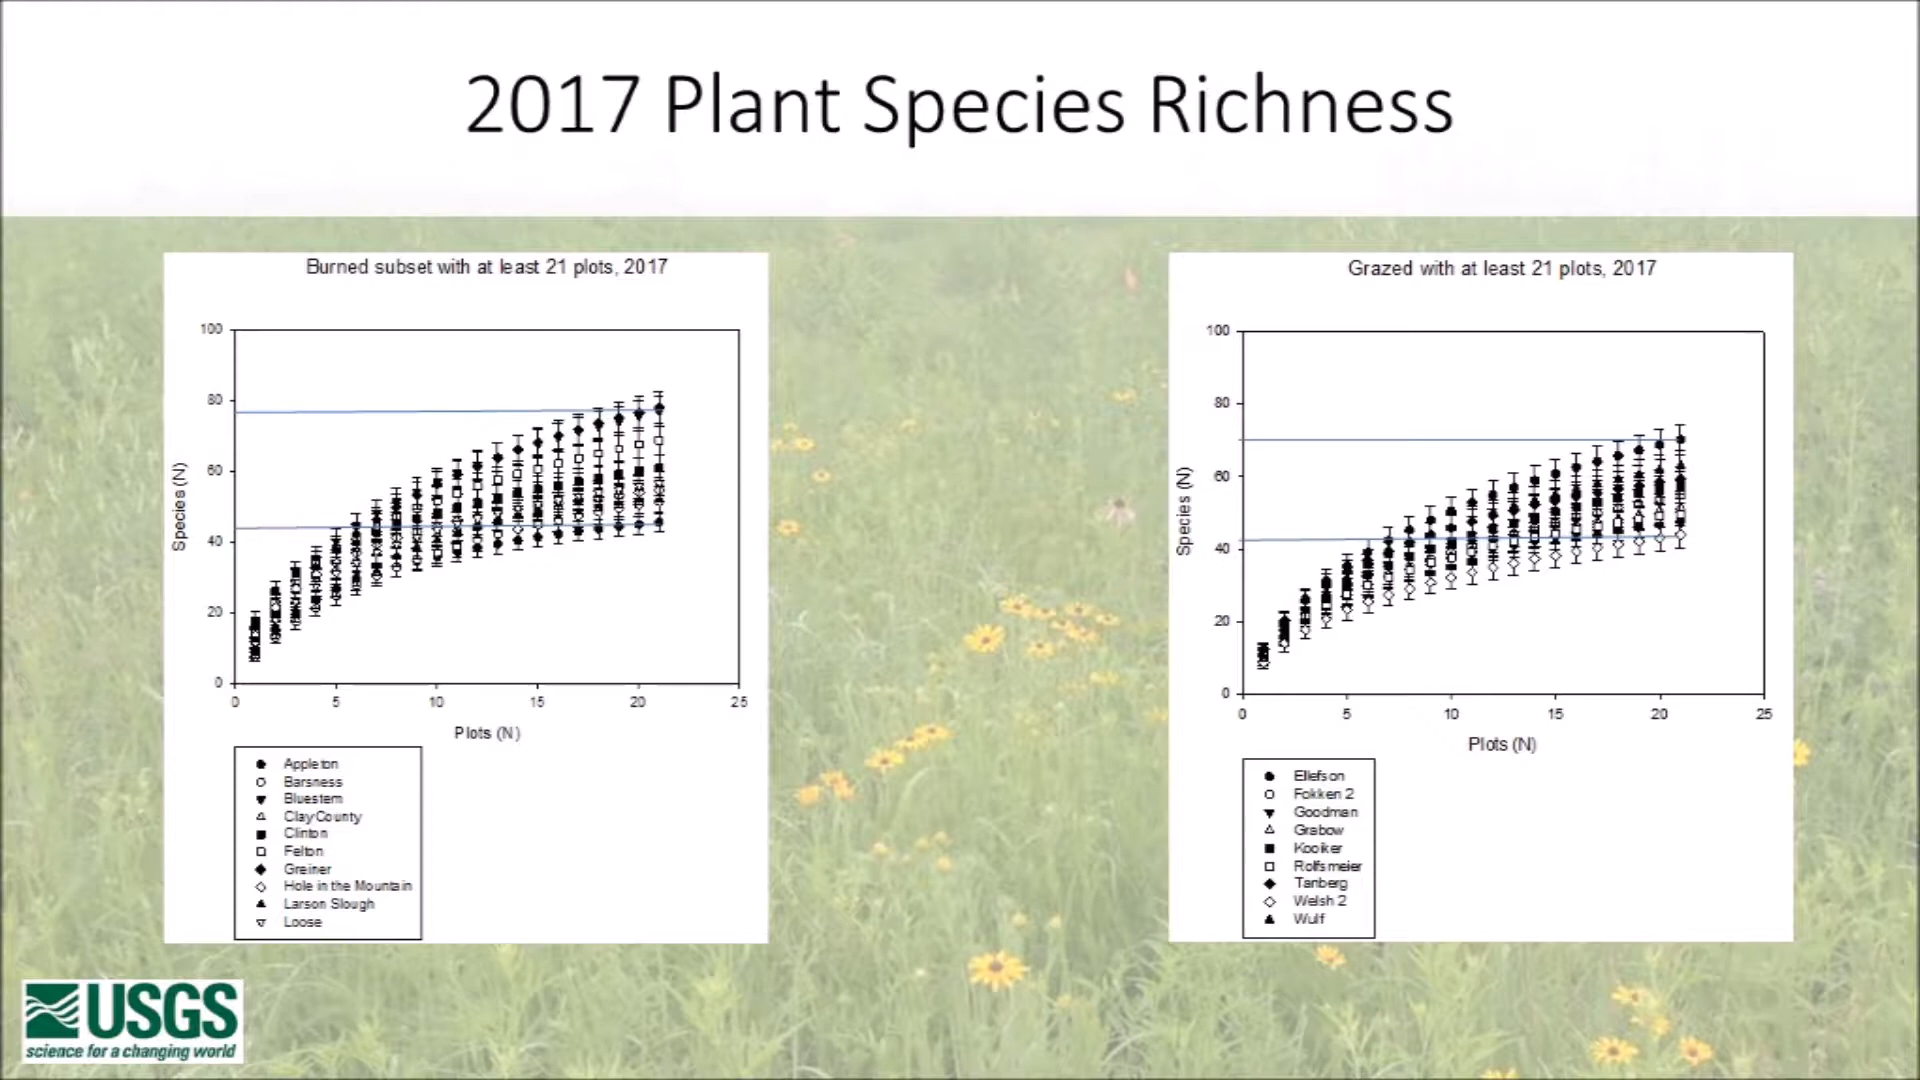 2017 Plant Species Richness
Burned subset with at least 21 plots, 2017
100
80
60
40
20
0
Species (N)
0 5 10 15 20 25
Plots (N)
Appleton
Barsness
Bluestem
Clay County
Clinton
Felton
Greiner
Hole in the Mountain
Larson Slough
Loose
Grazed with at least 21 plots, 2017
100
80
60
40
20
0
Species (N)
0 5 10 15 20 25
Plots (N)
Ellefson
Fokken 2
Goodman
Grabow
Kooiker
Rolfsmeier
Tanberg
Welsh 2
Wulf
USGS
science for a changing world